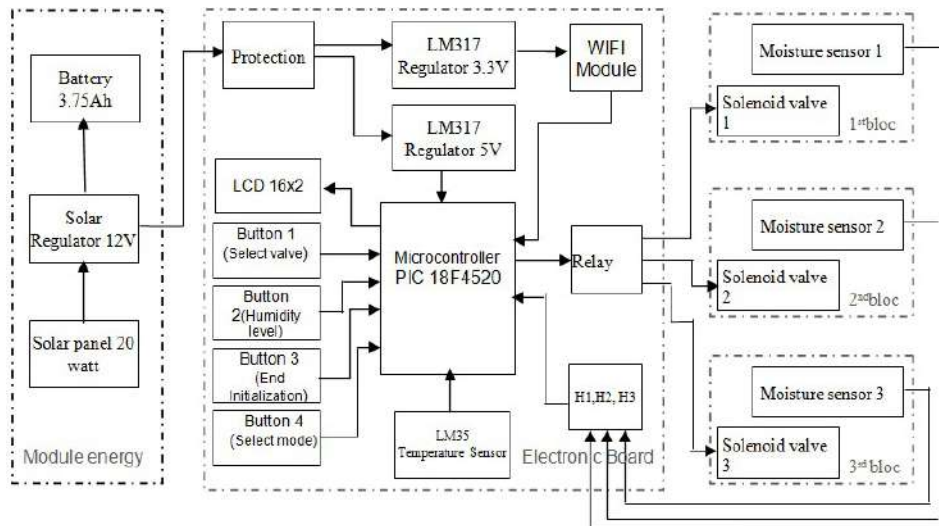 Battery
3.75Ah
Solar
Regulator 12V
Solar panel 20
watt
Module energy
Protection
LM317
Regulator 3.3V
WIFI
Module
LM317
Regulator 5V
LCD 16x2
Button 1
(Select valve)
Button
2(Humidity
level)
Button 3
(End
Initialization)
Button 4
(Select mode)
Microcontroller
PIC 18F4520
Relay
H1,H2, H3
LM35
Temperature Sensor
Electronic Board
Moisture sensor 1
Solenoid valve
1
1stbloc
Moisture sensor 2
Solenoid valve
2
2ndbloc
Moisture sensor 3
Solenoid valve
3
3rdbloc